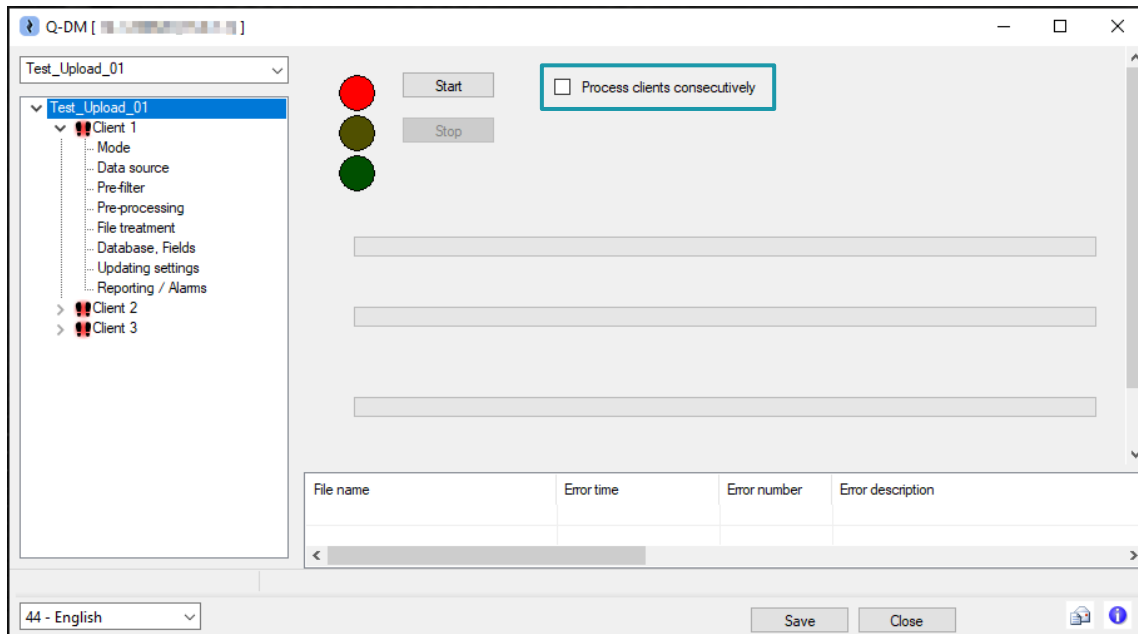 Q-DM [ ]
Test_Upload_01
Test_Upload_01
Client 1
Mode
Data source
Pre-filter
Pre-processing
File treatment
Database, Fields
Updating settings
Reporting / Alarms
Client 2
Client 3
Start
Process clients consecutively
Stop
File name Error time Error number Error description
44 - English
Save Close